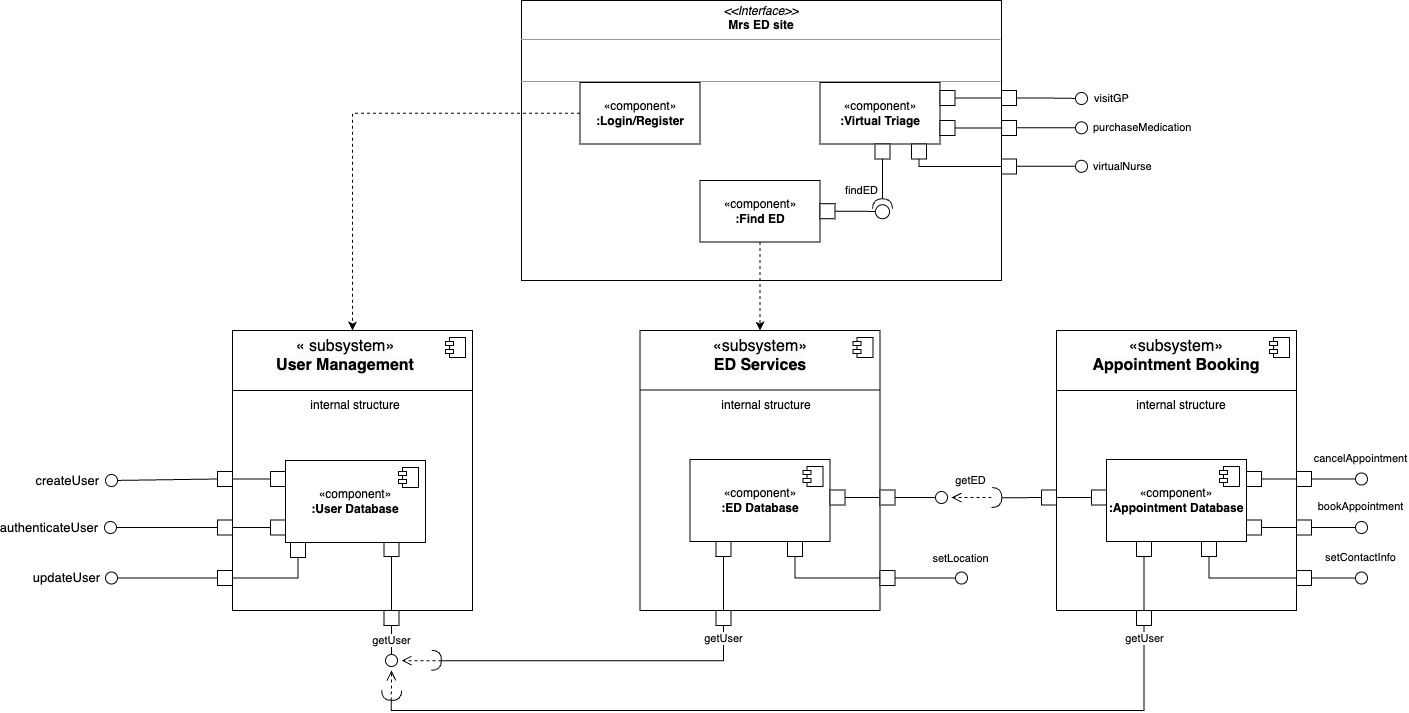 <<Interface>>
Mrs ED site
«component»
:Login/Register
«component»
:Virtual Triage
visitGP
purchaseMedication
virtualNurse
findED
«component»
:Find ED
« subsystem»
User Management
internal structure
«component»
:User Database
createUser
authenticateUser
updateUser
getUser
«subsystem»
ED Services
internal structure
«component»
:ED Database
getED
setLocation
getUser
«subsystem»
Appointment Booking
internal structure
«component»
:Appointment Database
cancelAppointment
bookAppointment
setContactInfo
getUser